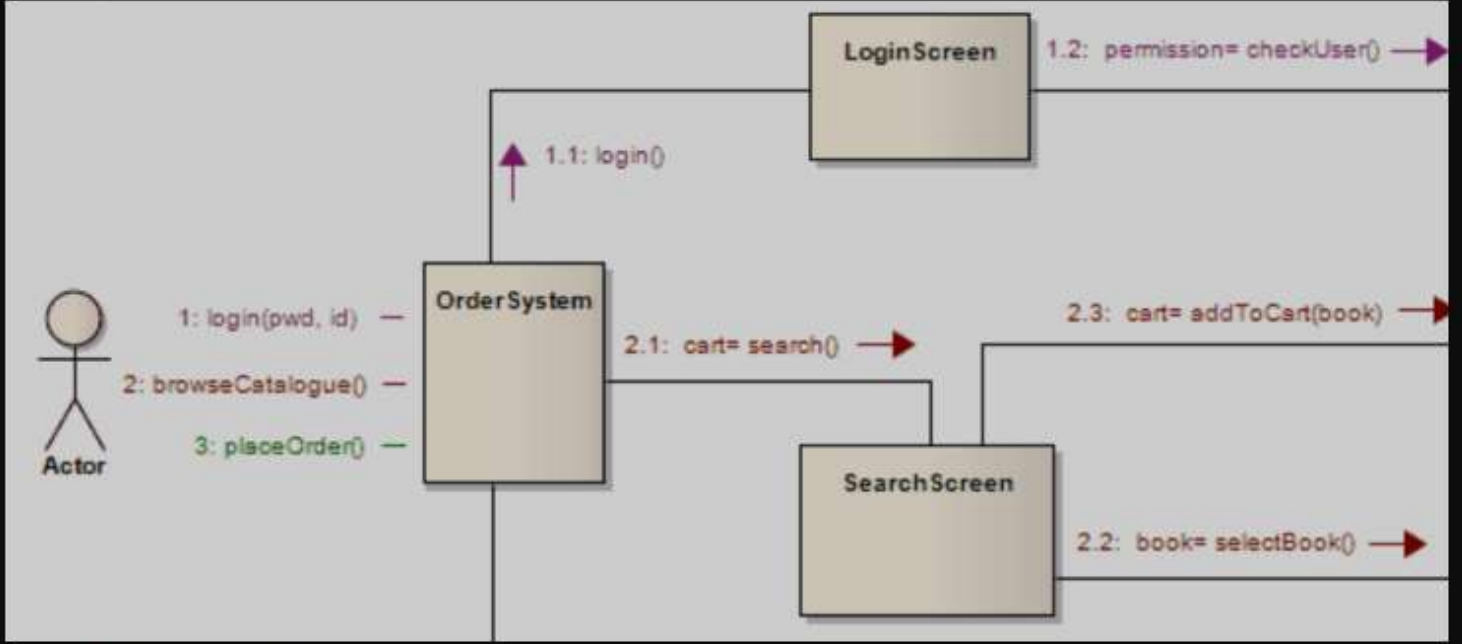 LoginScreen
1.2: permission= checkUser()
1.1: login()
OrderSystem
1: login(pwd, id)
2.1: cart= search()
2.3: cart= addToCart(book)
2: browseCatalogue()
3: placeOrder()
Actor
SearchScreen
2.2: book= selectBook()